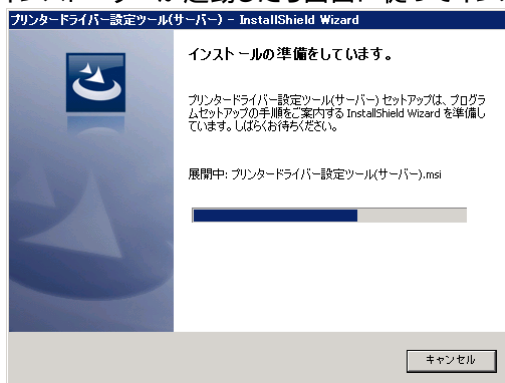 プリンタードライバー設定ツール(サーバー) - InstallShield Wizard
インストールの準備をしています。
プリンタードライバー設定ツール(サーバー) セットアップは、プログラ
ムセットアップの手順をご案内する InstallShield Wizard を準備し
ています。しばらくお待ちください。
展開中: プリンタードライバー設定ツール(サーバー).msi
キャンセル